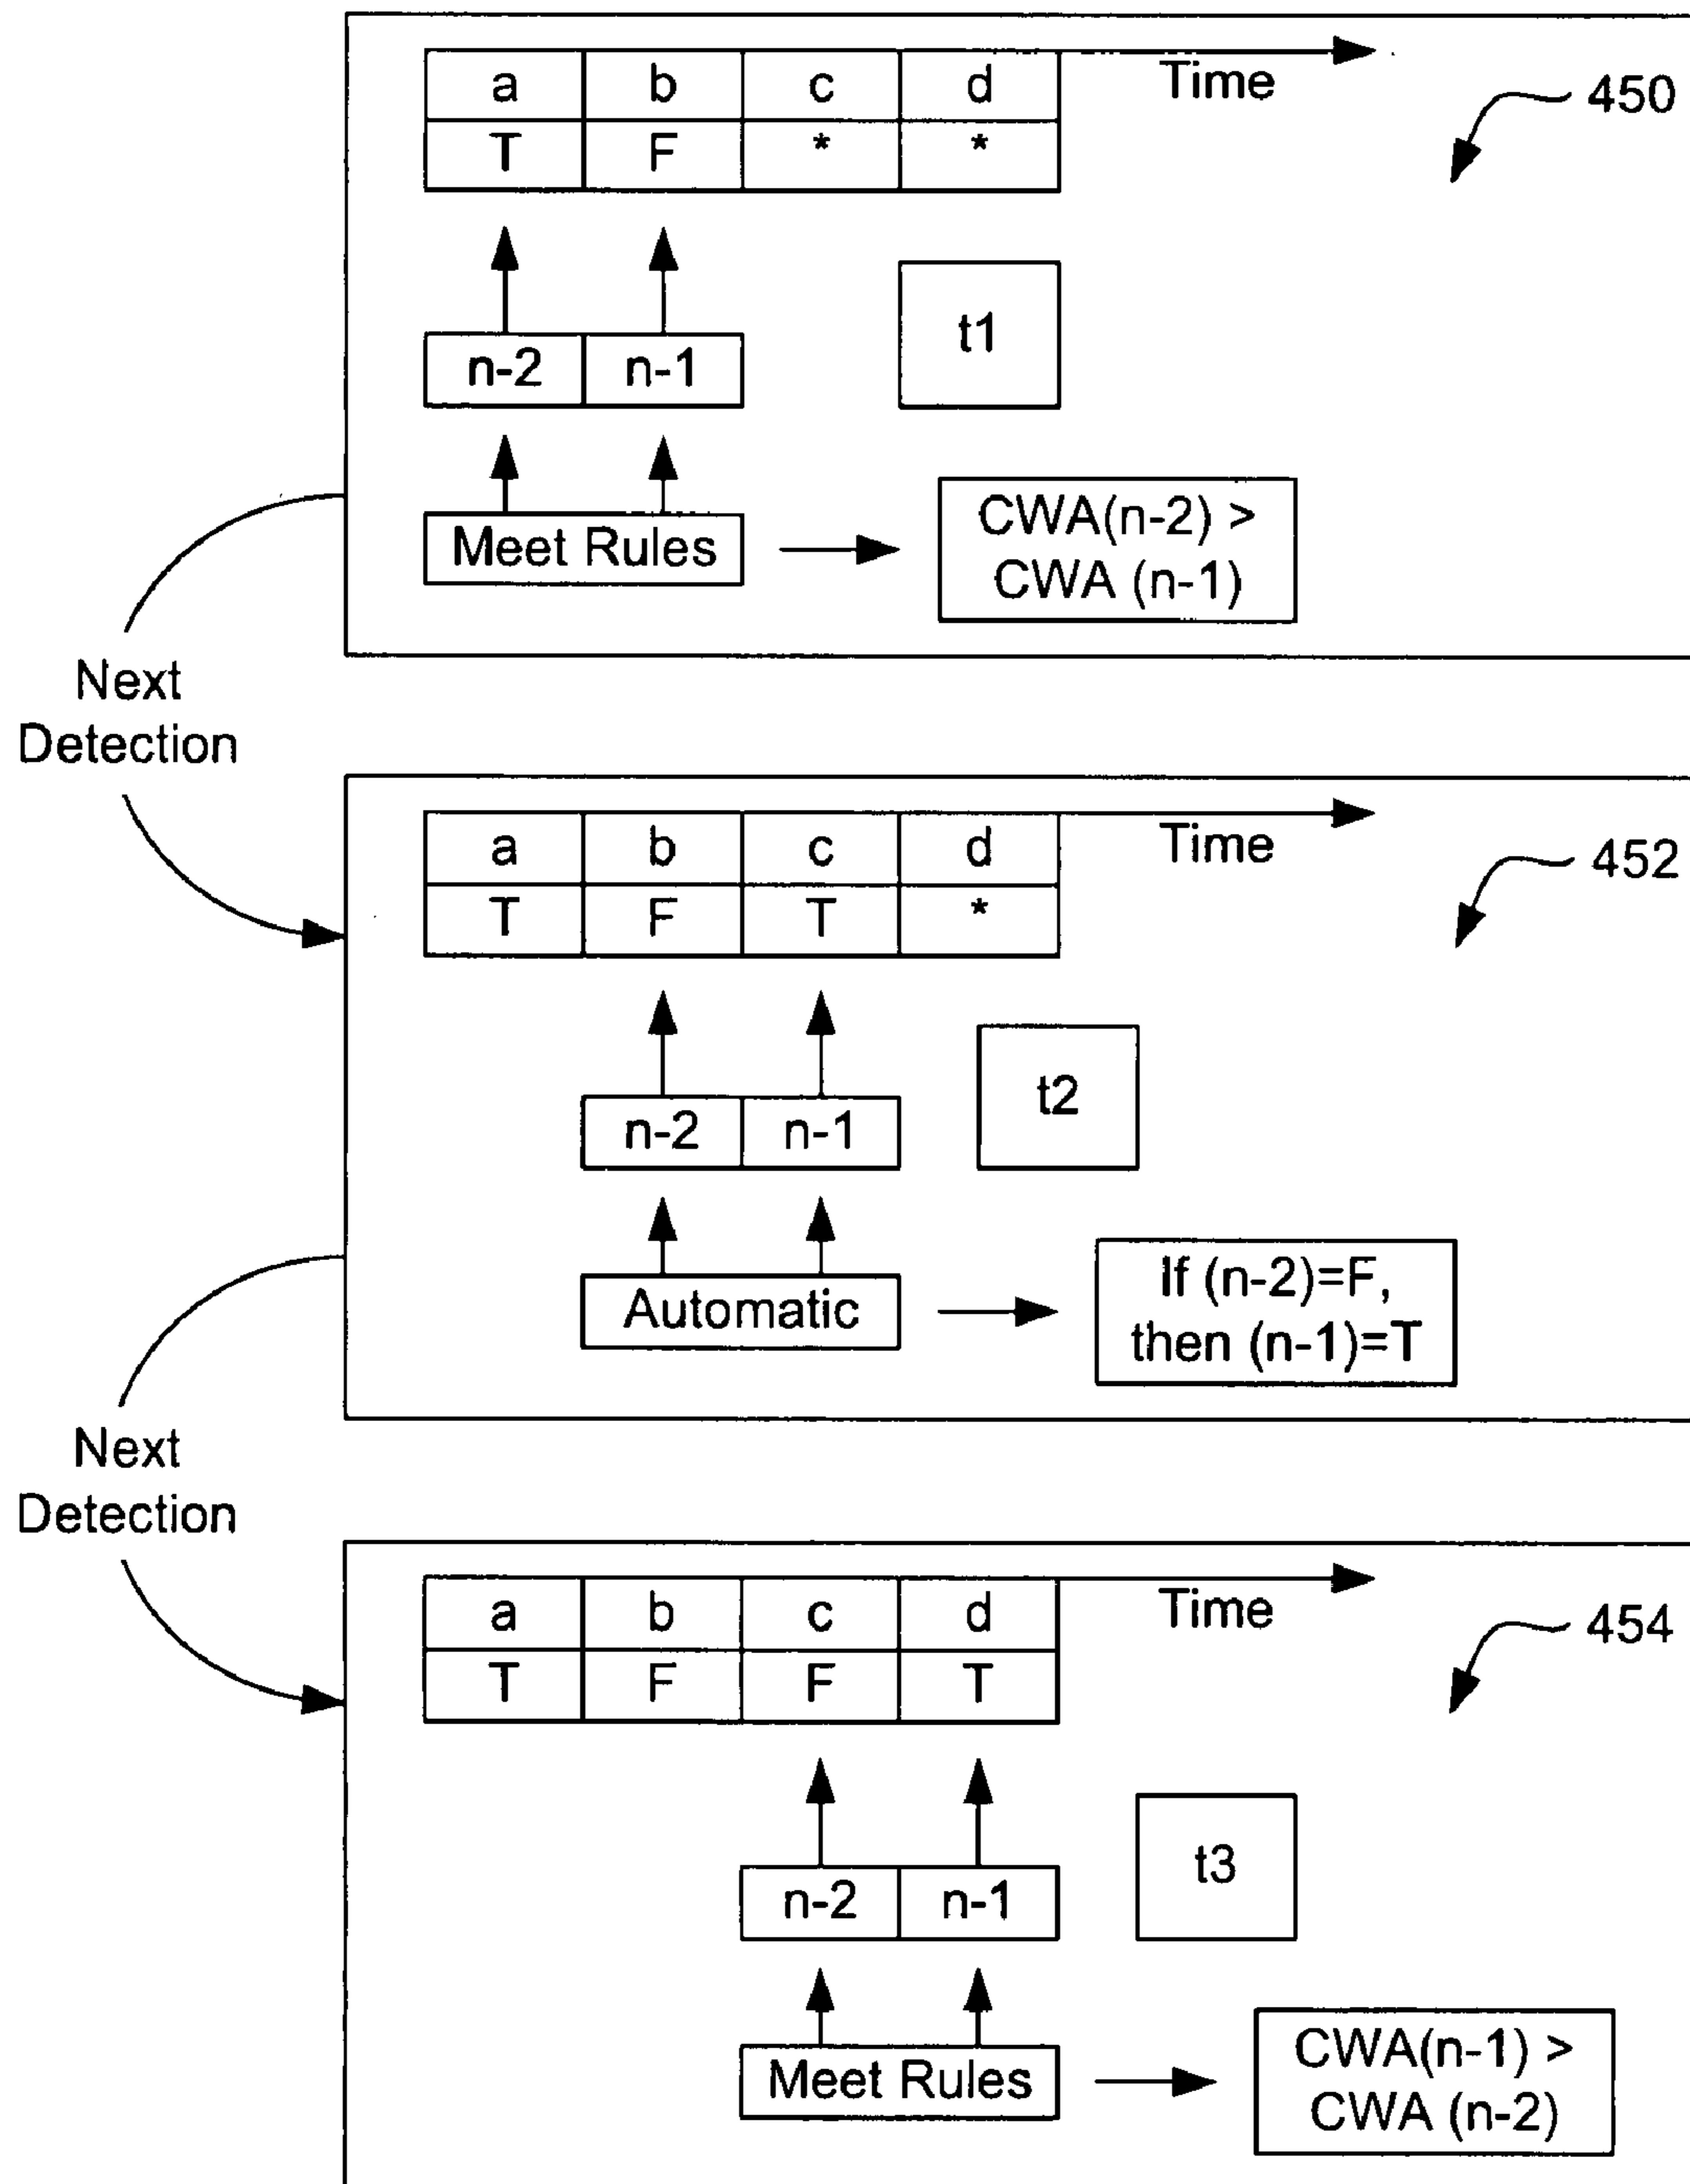 a b c d
Time
450
T F * *
t1
n-2 n-1
Meet Rules
CWA(n-2) >
CWA (n-1)
Next
Detection
a b c d
Time
452
T F T *
t2
n-2 n-1
Automatic
If (n-2)=F,
then (n-1)=T
Next
Detection
a b c d
Time
454
T F F T
t3
n-2 n-1
Meet Rules
CWA(n-1) >
CWA (n-2)